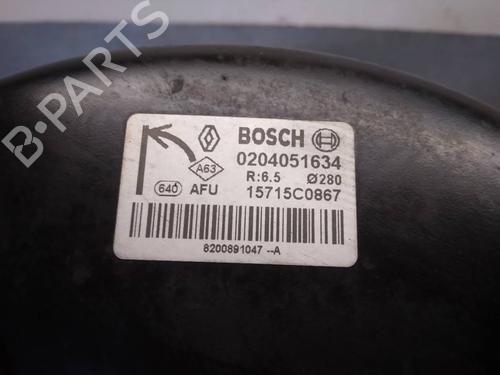 BOSCH
0204051634
A63
R:6.5 Ø280
640 AFU 15715C0867
8200891047 --A
B-PARTS